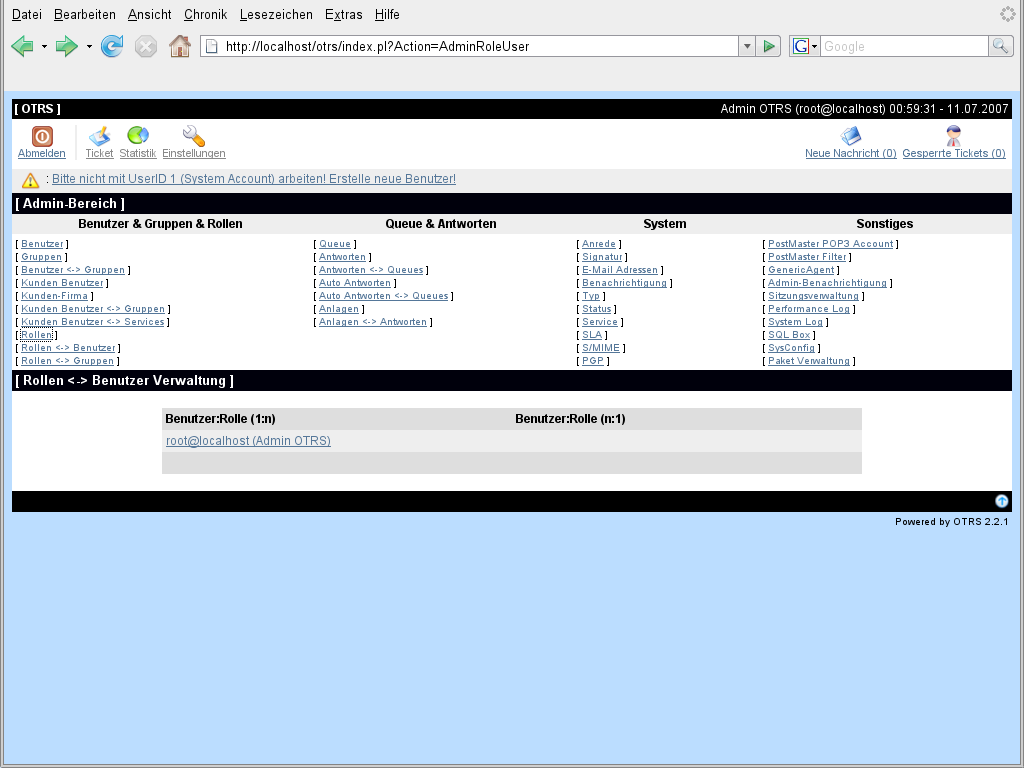 Datei Bearbeiten Ansicht Chronik Lesezeichen Extras Hilfe
http://localhost/otrs/index.pl?Action=AdminRoleUser G Google
[ OTRS ] Admin OTRS (root@localhost) 00:59:31 - 11.07.2007
Abmelden Ticket Statistik Einstellungen Neue Nachricht (0) Gesperrte Tickets (0)
: Bitte nicht mit UserID 1 (System Account) arbeiten! Erstelle neue Benutzer!
[ Admin-Bereich ]
Benutzer & Gruppen & Rollen Queue & Antworten System Sonstiges
[ Benutzer ] [ Queue ] [ Anrede ] [ PostMaster POP3 Account ]
[ Gruppen ] [ Antworten ] [ Signatur ] [ PostMaster Filter ]
[ Benutzer <-> Gruppen ] [ Antworten <-> Queues ] [ E-Mail Adressen ] [ GenericAgent ]
[ Kunden Benutzer ] [ Auto Antworten ] [ Benachrichtigung ] [ Admin-Benachrichtigung ]
[ Kunden-Firma ] [ Auto Antworten <-> Queues ] [ Typ ] [ Sitzungsverwaltung ]
[ Kunden Benutzer <-> Gruppen ] [ Anlagen ] [ Status ] [ Performance Log ]
[ Kunden Benutzer <-> Services ] [ Anlagen <-> Antworten ] [ Service ] [ System Log ]
[ Rollen ] [ SLA ] [ SQL Box ]
[ Rollen <-> Benutzer ] [ S/MIME ] [ SysConfig ]
[ Rollen <-> Gruppen ] [ PGP ] [ Paket Verwaltung ]
[ Rollen <-> Benutzer Verwaltung ]
Benutzer:Rolle (1:n) Benutzer:Rolle (n:1)
root@localhost (Admin OTRS)
Powered by OTRS 2.2.1